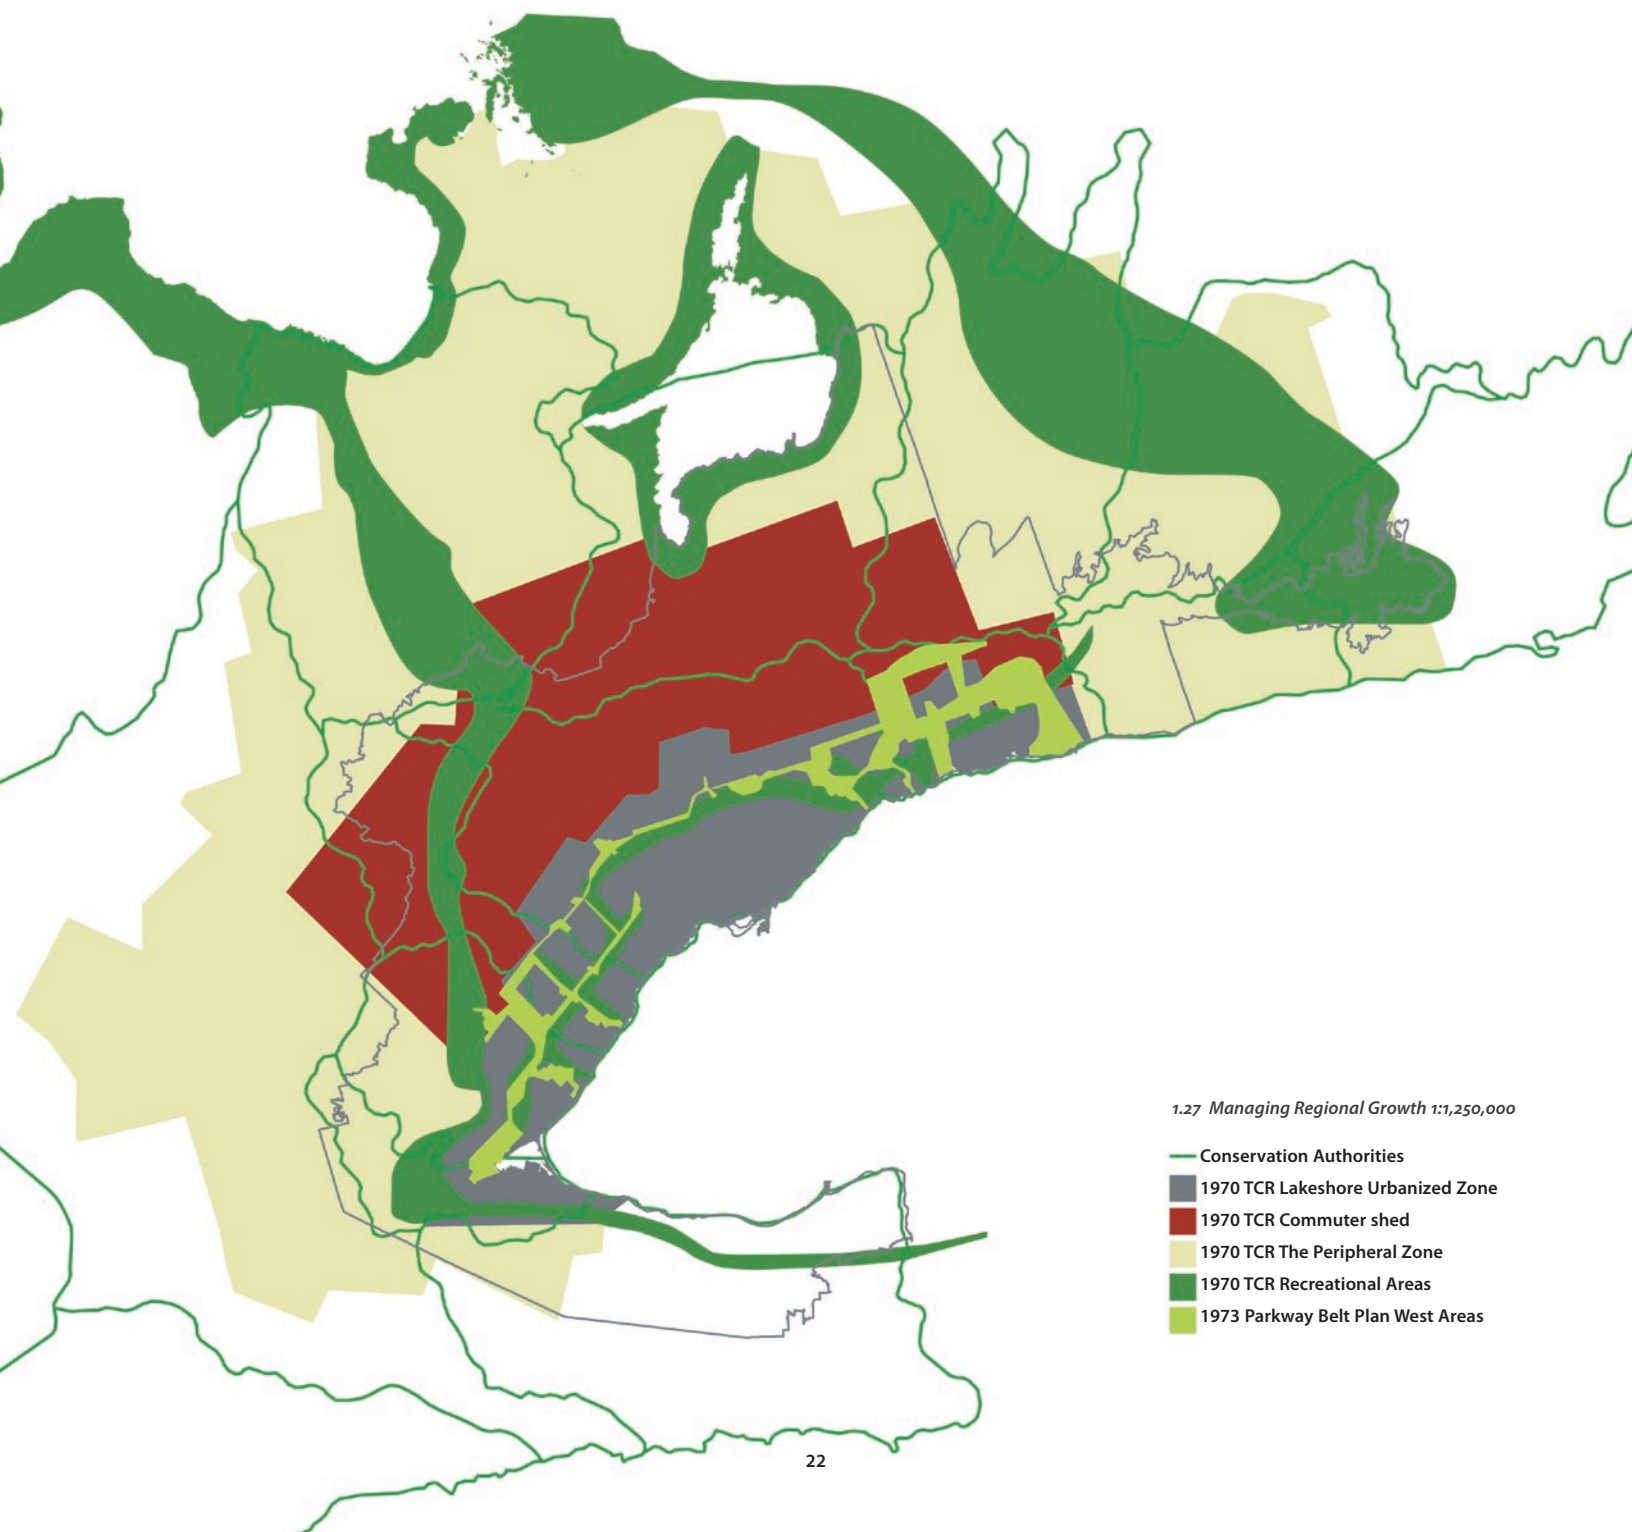 1.27 Managing Regional Growth 1:1,250,000
Conservation Authorities
1970 TCR Lakeshore Urbanized Zone
1970 TCR Commuter shed
1970 TCR The Peripheral Zone
1970 TCR Recreational Areas
1973 Parkway Belt Plan West Areas
22